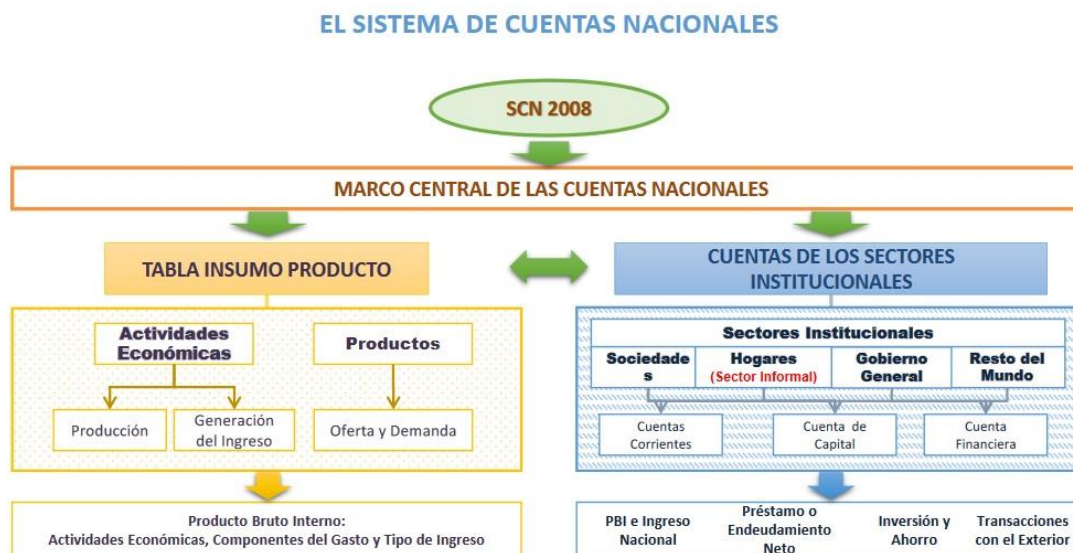 EL SISTEMA DE CUENTAS NACIONALES
SCN 2008
MARCO CENTRAL DE LAS CUENTAS NACIONALES
TABLA INSUMO PRODUCTO
CUENTAS DE LOS SECTORES
INSTITUCIONALES
Actividades
Económicas
Productos
Producción
Generación
del Ingreso
Oferta y Demanda
Sectores Institucionales
Sociedade
s
Hogares
(Sector Informal)
Gobierno
General
Resto del
Mundo
Cuentas
Corrientes
Cuenta de
Capital
Cuenta
Financiera
Producto Bruto Interno:
Actividades Económicas, Componentes del Gasto y Tipo de Ingreso
PBI e Ingreso
Nacional
Préstamo o
Endeudamiento
Neto
Inversión y
Ahorro
Transacciones
con el Exterior